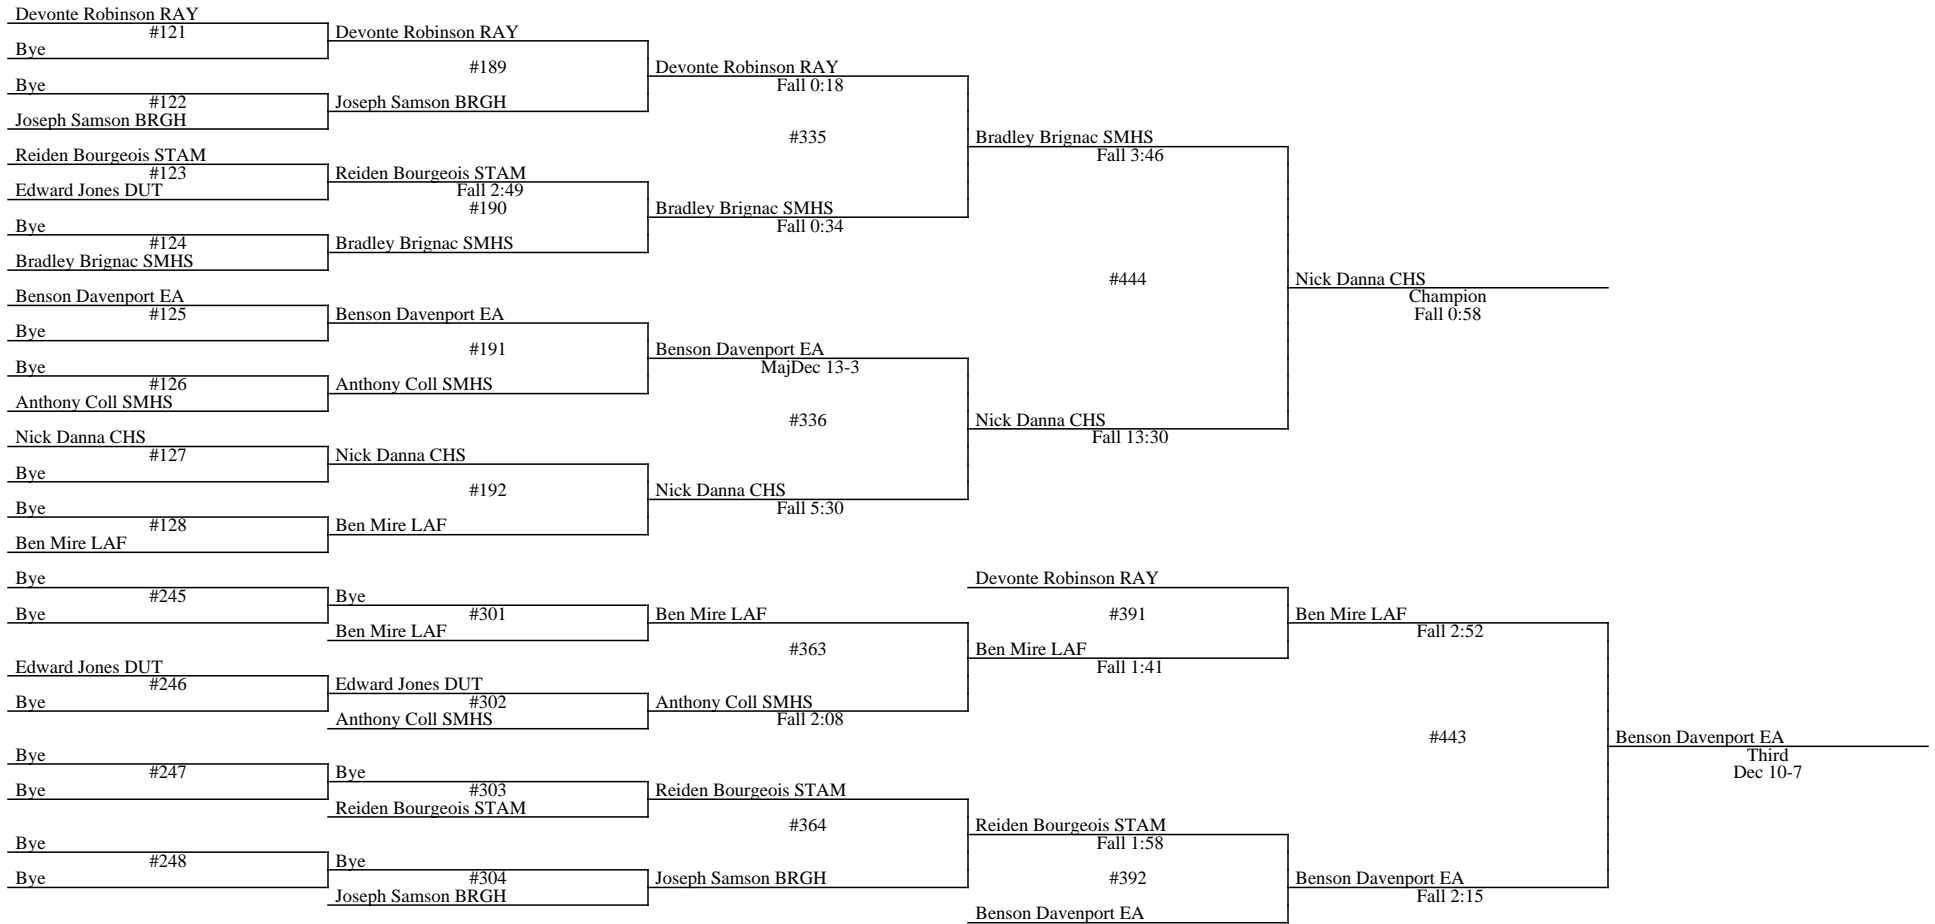 Devonte Robinson RAY
#121
Bye
Devonte Robinson RAY
#189
Bye
#122
Joseph Samson BRGH
Joseph Samson BRGH
Devonte Robinson RAY
Fall 0:18
#335
Reiden Bourgeois STAM
#123
Edward Jones DUT
Reiden Bourgeois STAM
Fall 2:49
#190
Bye
#124
Bradley Brignac SMHS
Bradley Brignac SMHS
Bradley Brignac SMHS
Fall 0:34
Bradley Brignac SMHS
Fall 3:46
#444
Benson Davenport EA
#125
Bye
Benson Davenport EA
#191
Bye
#126
Anthony Coll SMHS
Anthony Coll SMHS
Benson Davenport EA
MajDec 13-3
#336
Nick Danna CHS
#127
Bye
Nick Danna CHS
#192
Bye
#128
Ben Mire LAF
Ben Mire LAF
Nick Danna CHS
Fall 5:30
Nick Danna CHS
Fall 13:30
Nick Danna CHS
Champion
Fall 0:58
Bye
#245
Bye
Bye
#301
Ben Mire LAF
Ben Mire LAF
#363
Edward Jones DUT
#246
Bye
Edward Jones DUT
#302
Anthony Coll SMHS
Anthony Coll SMHS
Fall 2:08
Devonte Robinson RAY
#391
Ben Mire LAF
Fall 1:41
Ben Mire LAF
Fall 2:52
#443
Bye
#247
Bye
Bye
#303
Reiden Bourgeois STAM
Reiden Bourgeois STAM
#364
Bye
#248
Bye
Bye
#304
Joseph Samson BRGH
Joseph Samson BRGH
Reiden Bourgeois STAM
Fall 1:58
#392
Benson Davenport EA
Benson Davenport EA
Fall 2:15
Benson Davenport EA
Third
Dec 10-7